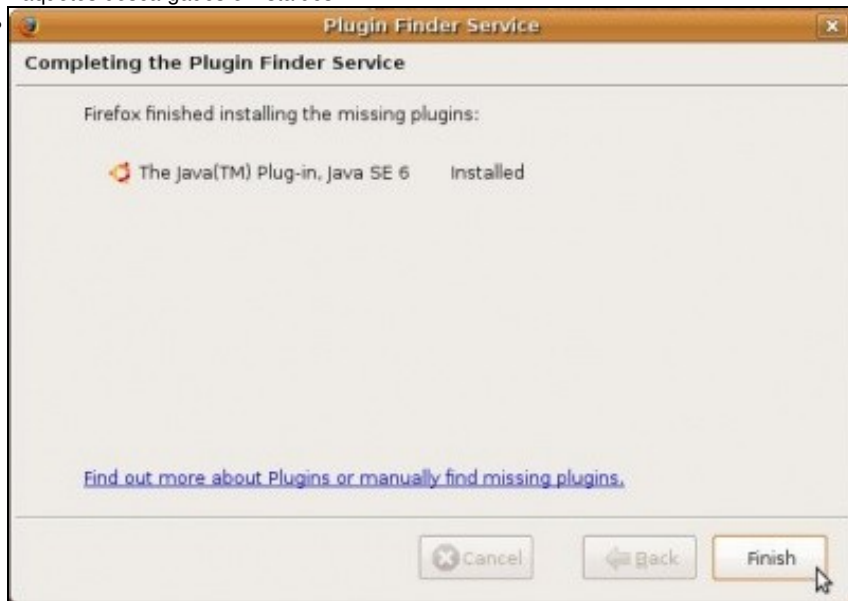 Plugin Finder Service
Completing the Plugin Finder Service
Firefox finished installing the missing plugins:
The Java(TM) Plug-in, Java SE 6 Installed
Find out more about Plugins or manually find missing plugins.
Cancel Back Finish